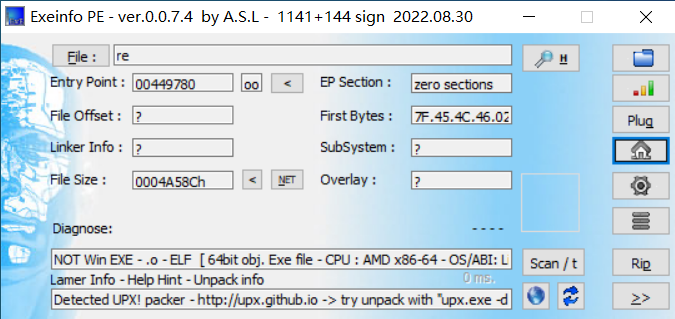 Exeinfo PE - ver.0.0.7.4 by A.S.L - 1141+144 sign 2022.08.30
File : re H
Entry Point : 00449780 oo < EP Section : zero sections
File Offset : ? First Bytes : 7F.45.4C.46.02 Plug
Linker Info : ? SubSystem : ?
File Size : 0004A58Ch < NET Overlay : ?
Diagnose: ----
NOT Win EXE - .o - ELF [ 64bit obj. Exe file - CPU : AMD x86-64 - OS/ABI: Scan / t Rip
Lamer Info - Help Hint - Unpack info 0 ms.
Detected UPX! packer - http://upx.github.io -> try unpack with "upx.exe -d >>